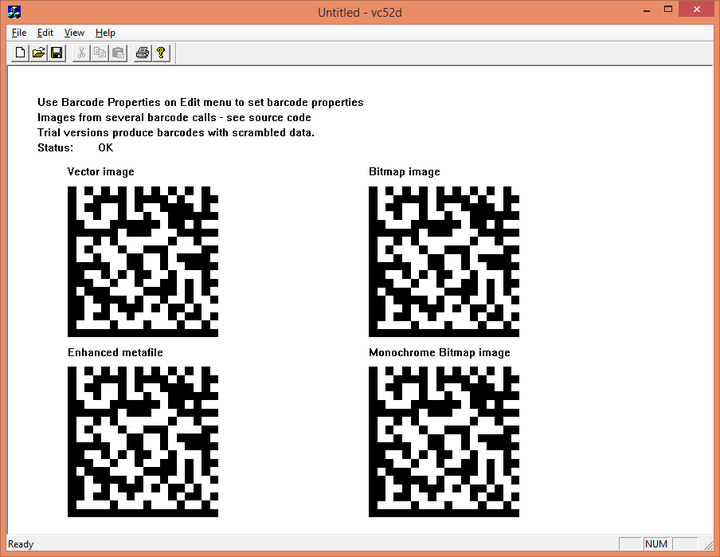 Untitled - vc52d
File Edit View Help
Use Barcode Properties on Edit menu to set barcode properties
Images from several barcode calls - see source code
Trial versions produce barcodes with scrambled data.
Status: OK
Vector image Bitmap image
Enhanced metafile Monochrome Bitmap image
Ready NUM